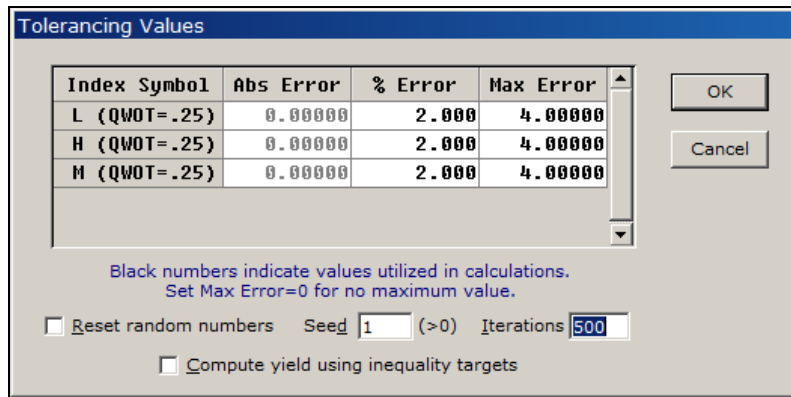 Tolerancing Values
Index Symbol Abs Error % Error Max Error
L (QWOT=.25) 0.00000 2.000 4.00000
H (QWOT=.25) 0.00000 2.000 4.00000
M (QWOT=.25) 0.00000 2.000 4.00000
OK
Cancel
Black numbers indicate values utilized in calculations.
Set Max Error=0 for no maximum value.
Reset random numbers Seed 1 (>0) Iterations 500
Compute yield using inequality targets